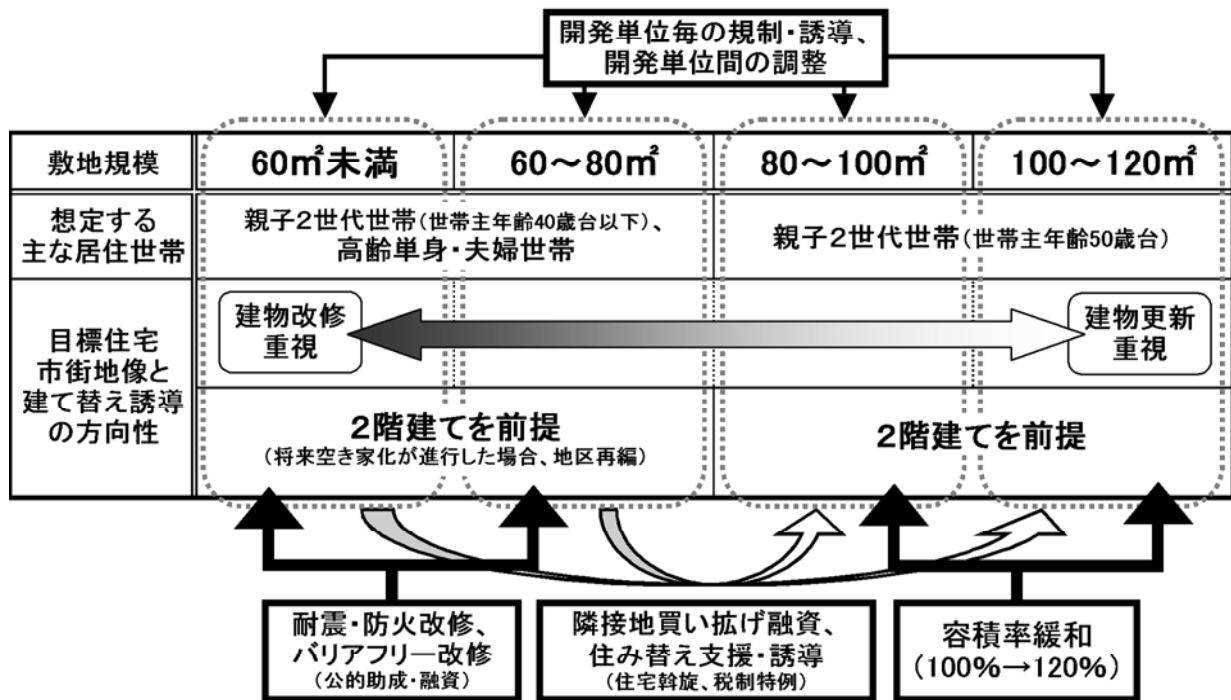 開発単位毎の規制・誘導、
開発単位間の調整
敷地規模
60㎡未満
60～80㎡
80～100㎡
100～120㎡
想定する
主な居住世帯
親子2世代世帯(世帯主年齢40歳台以下)、
高齢単身・夫婦世帯
親子2世代世帯(世帯主年齢50歳台)
目標住宅
市街地像と
建て替え誘導
の方向性
建物改修
重視
建物更新
重視
2階建てを前提
(将来空き家化が進行した場合、地区再編)
2階建てを前提
耐震・防火改修、
バリアフリー改修
(公的助成・融資)
隣接地買い拡げ融資、
住み替え支援・誘導
(住宅斡旋、税制特例)
容積率緩和
(100%→120%)